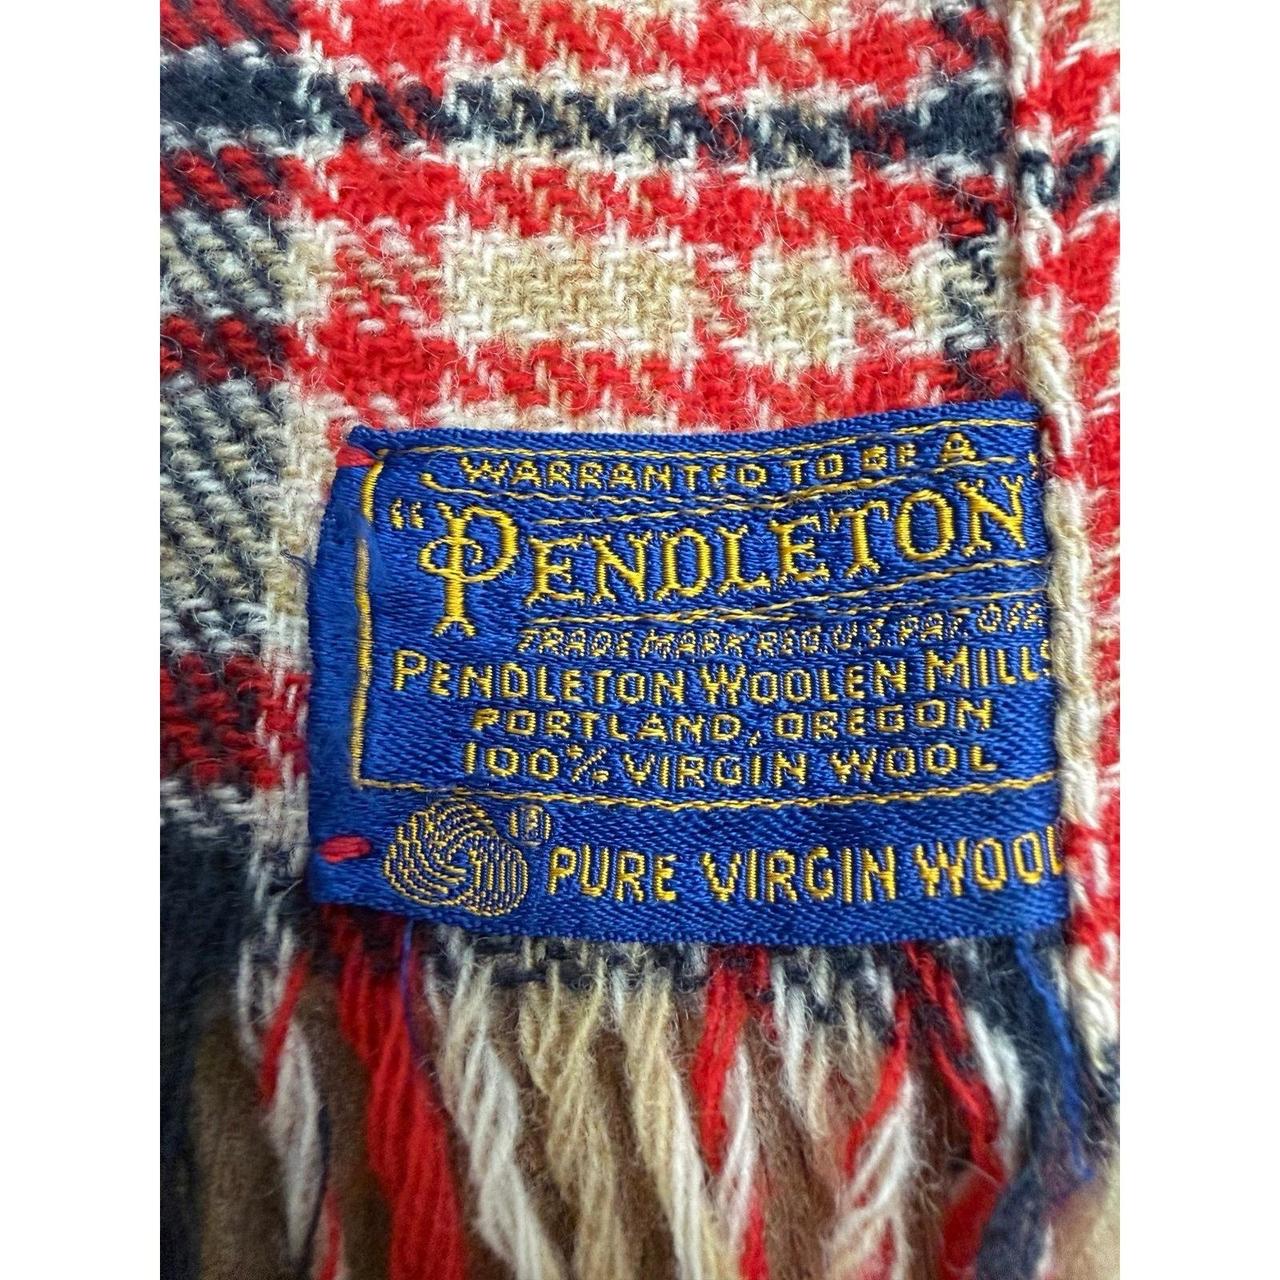 WARRANTED TO BE A
"PENDLETON
TRADE MARK REG. U.S. PAT. OFF.
PENDLETON WOOLEN MILLS
PORTLAND, OREGON
100% VIRGIN WOOL
PURE VIRGIN WOOL